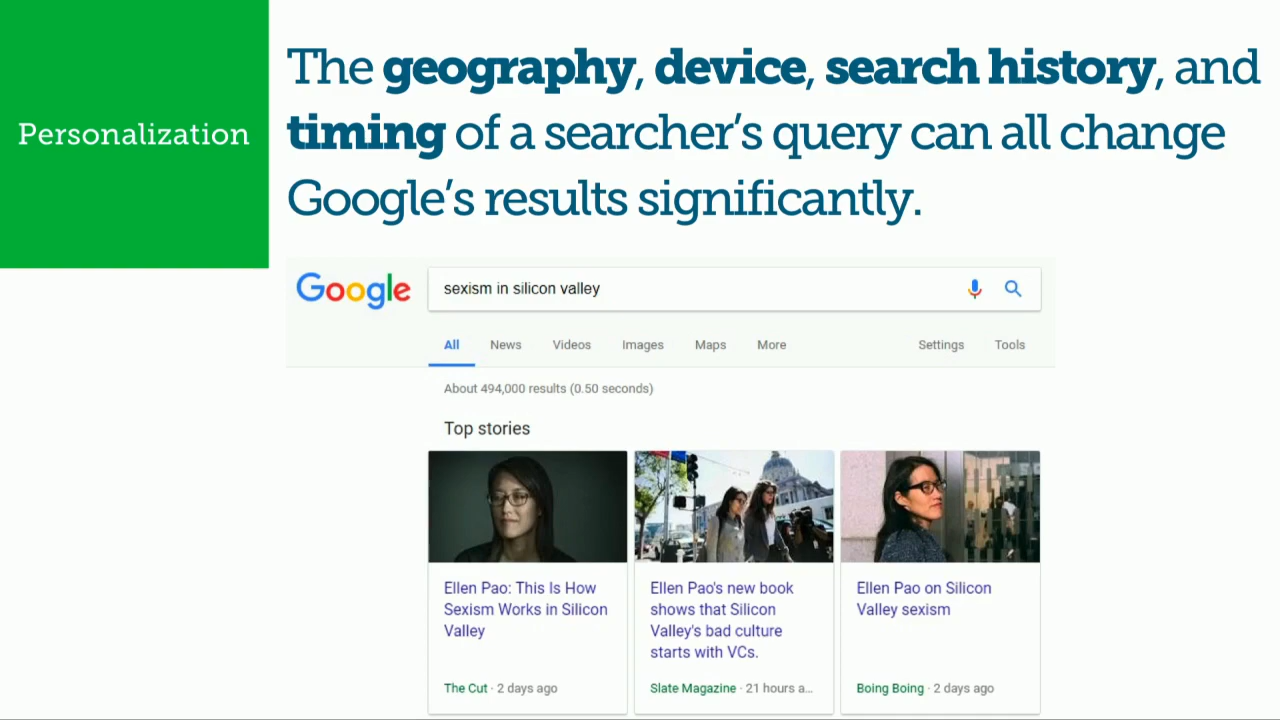 Personalization
The geography, device, search history, and
timing of a searcher's query can all change
Google's results significantly.
Google
sexism in silicon valley
All News Videos Images Maps More Settings Tools
About 494,000 results (0.50 seconds)
Top stories
Ellen Pao: This Is How
Sexism Works in Silicon
Valley
The Cut · 2 days ago
Ellen Pao's new book
shows that Silicon
Valley's bad culture
starts with VCs.
Slate Magazine · 21 hours a...
Ellen Pao on Silicon
Valley sexism
Boing Boing · 2 days ago